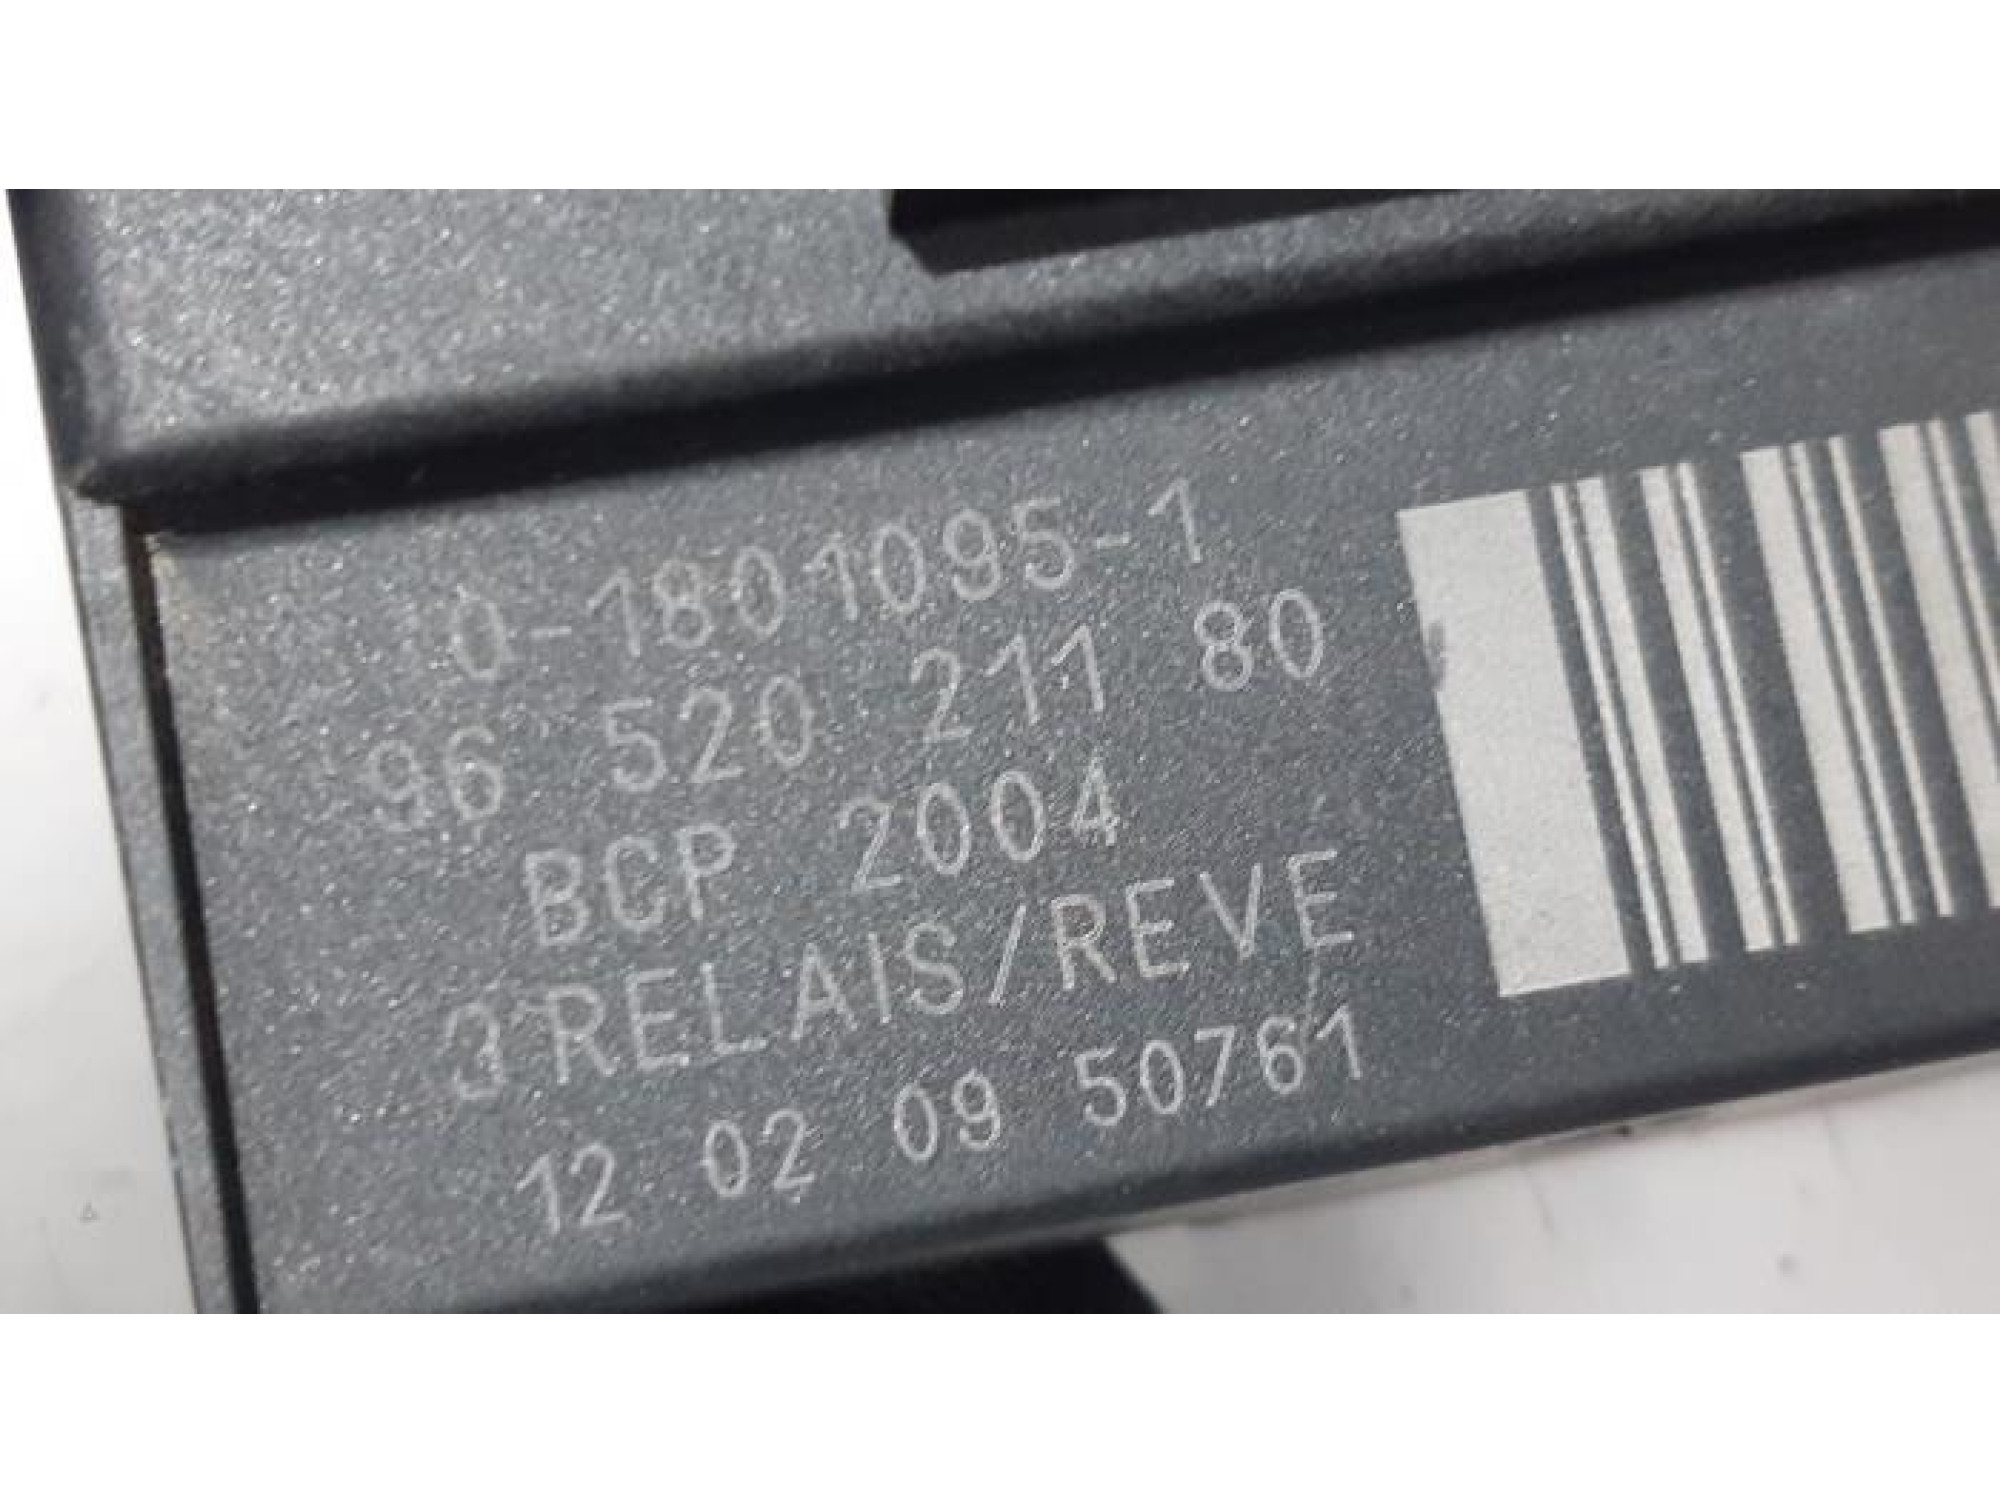 0-1801095-1
96 520 211 80
BCP 2004
3 RELAIS/REVE
12 02 09 50761